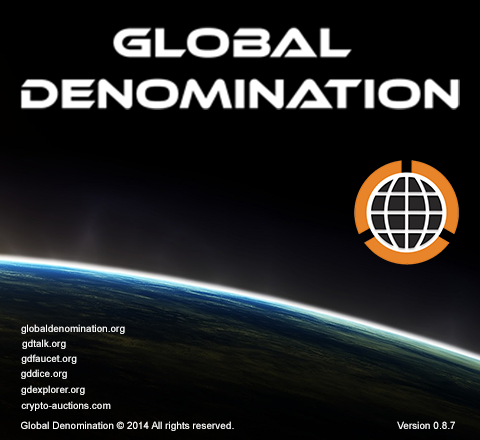 GLOBAL
DENOMINATION
globaldenomination.org
gdtalk.org
gdfaucet.org
gddice.org
gdexplorer.org
crypto-auctions.com
Global Denomination © 2014 All rights reserved.
Version 0.8.7